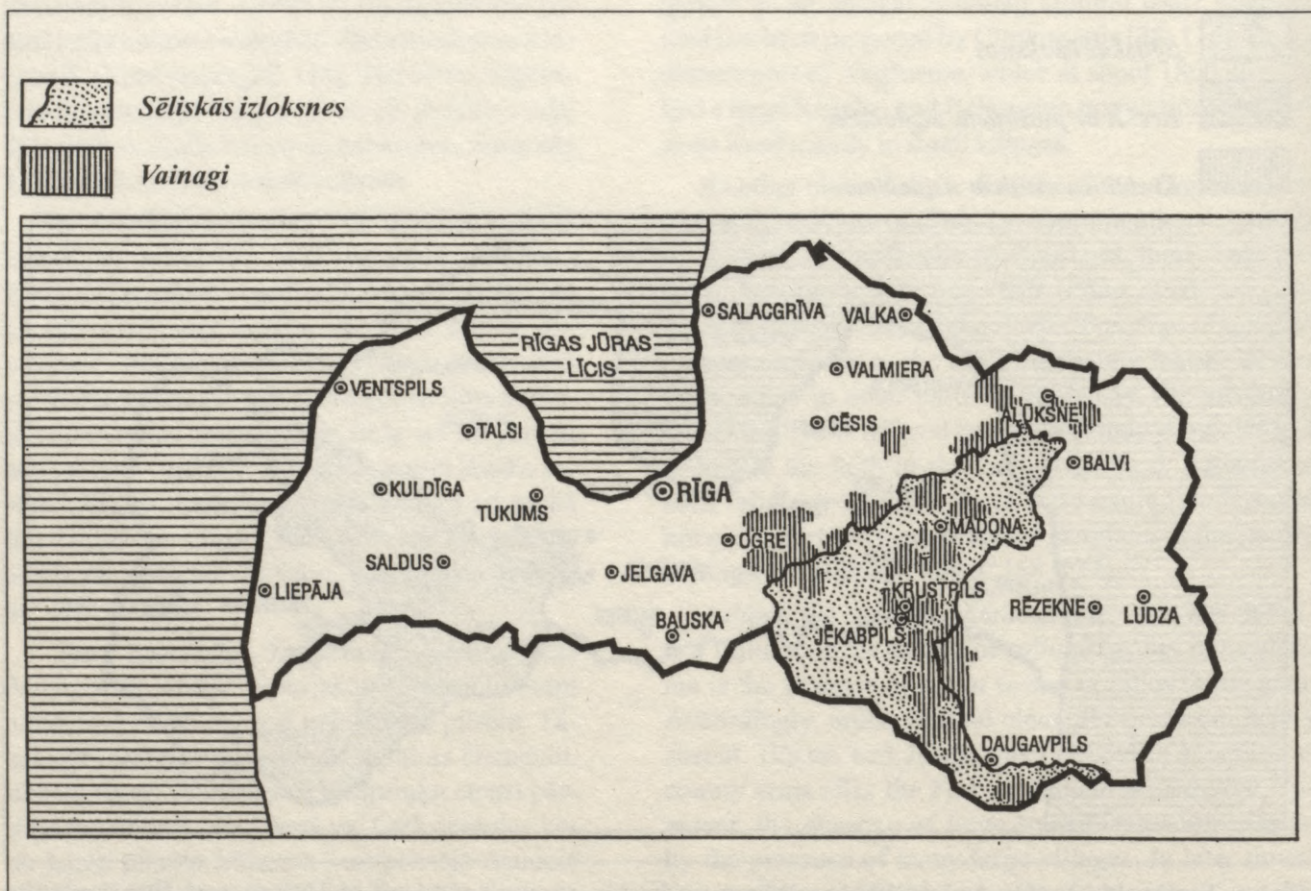 Sēliskās izloksnes
Vainagi
RĪGAS JŪRAS
LĪCIS
SALACGRĪVA
VALKA
VENTSPILS
VALMIERA
ALŪKSNE
TALSI
CĒSIS
BALVI
KULDĪGA
RĪGA
TUKUMS
MADONA
OGRE
SALDUS
JELGAVA
LIEPĀJA
KRUSTPILS
RĒZEKNE
LUDZA
BAUSKA
JĒKABPILS
DAUGAVPILS